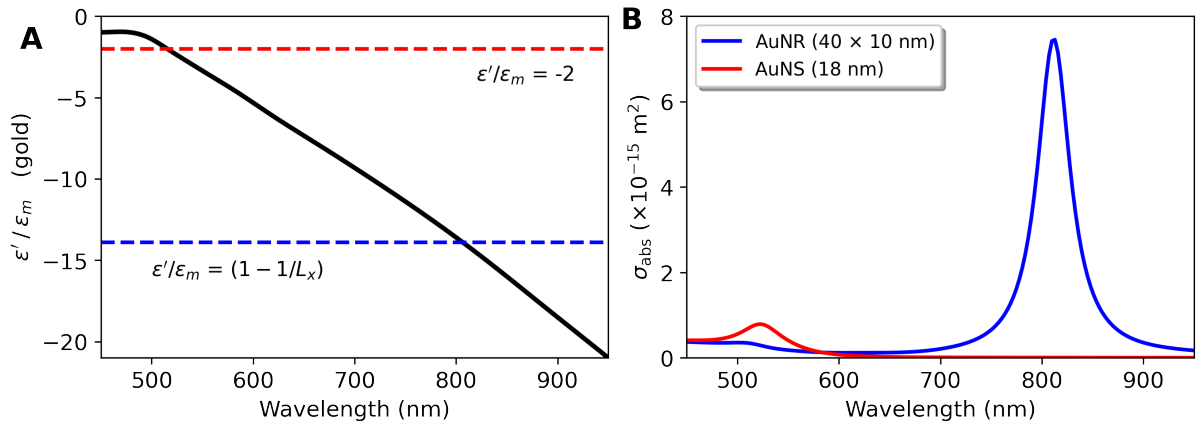 A
ε′ / εₘ (gold)
0
−5
−10
−15
−20
ε′/εₘ = -2
ε′/εₘ = (1 − 1/Lₓ)
500
600
700
800
900
Wavelength (nm)
B
σabs (×10⁻¹⁵ m²)
8
6
4
2
0
AuNR (40 × 10 nm)
AuNS (18 nm)
500
600
700
800
900
Wavelength (nm)